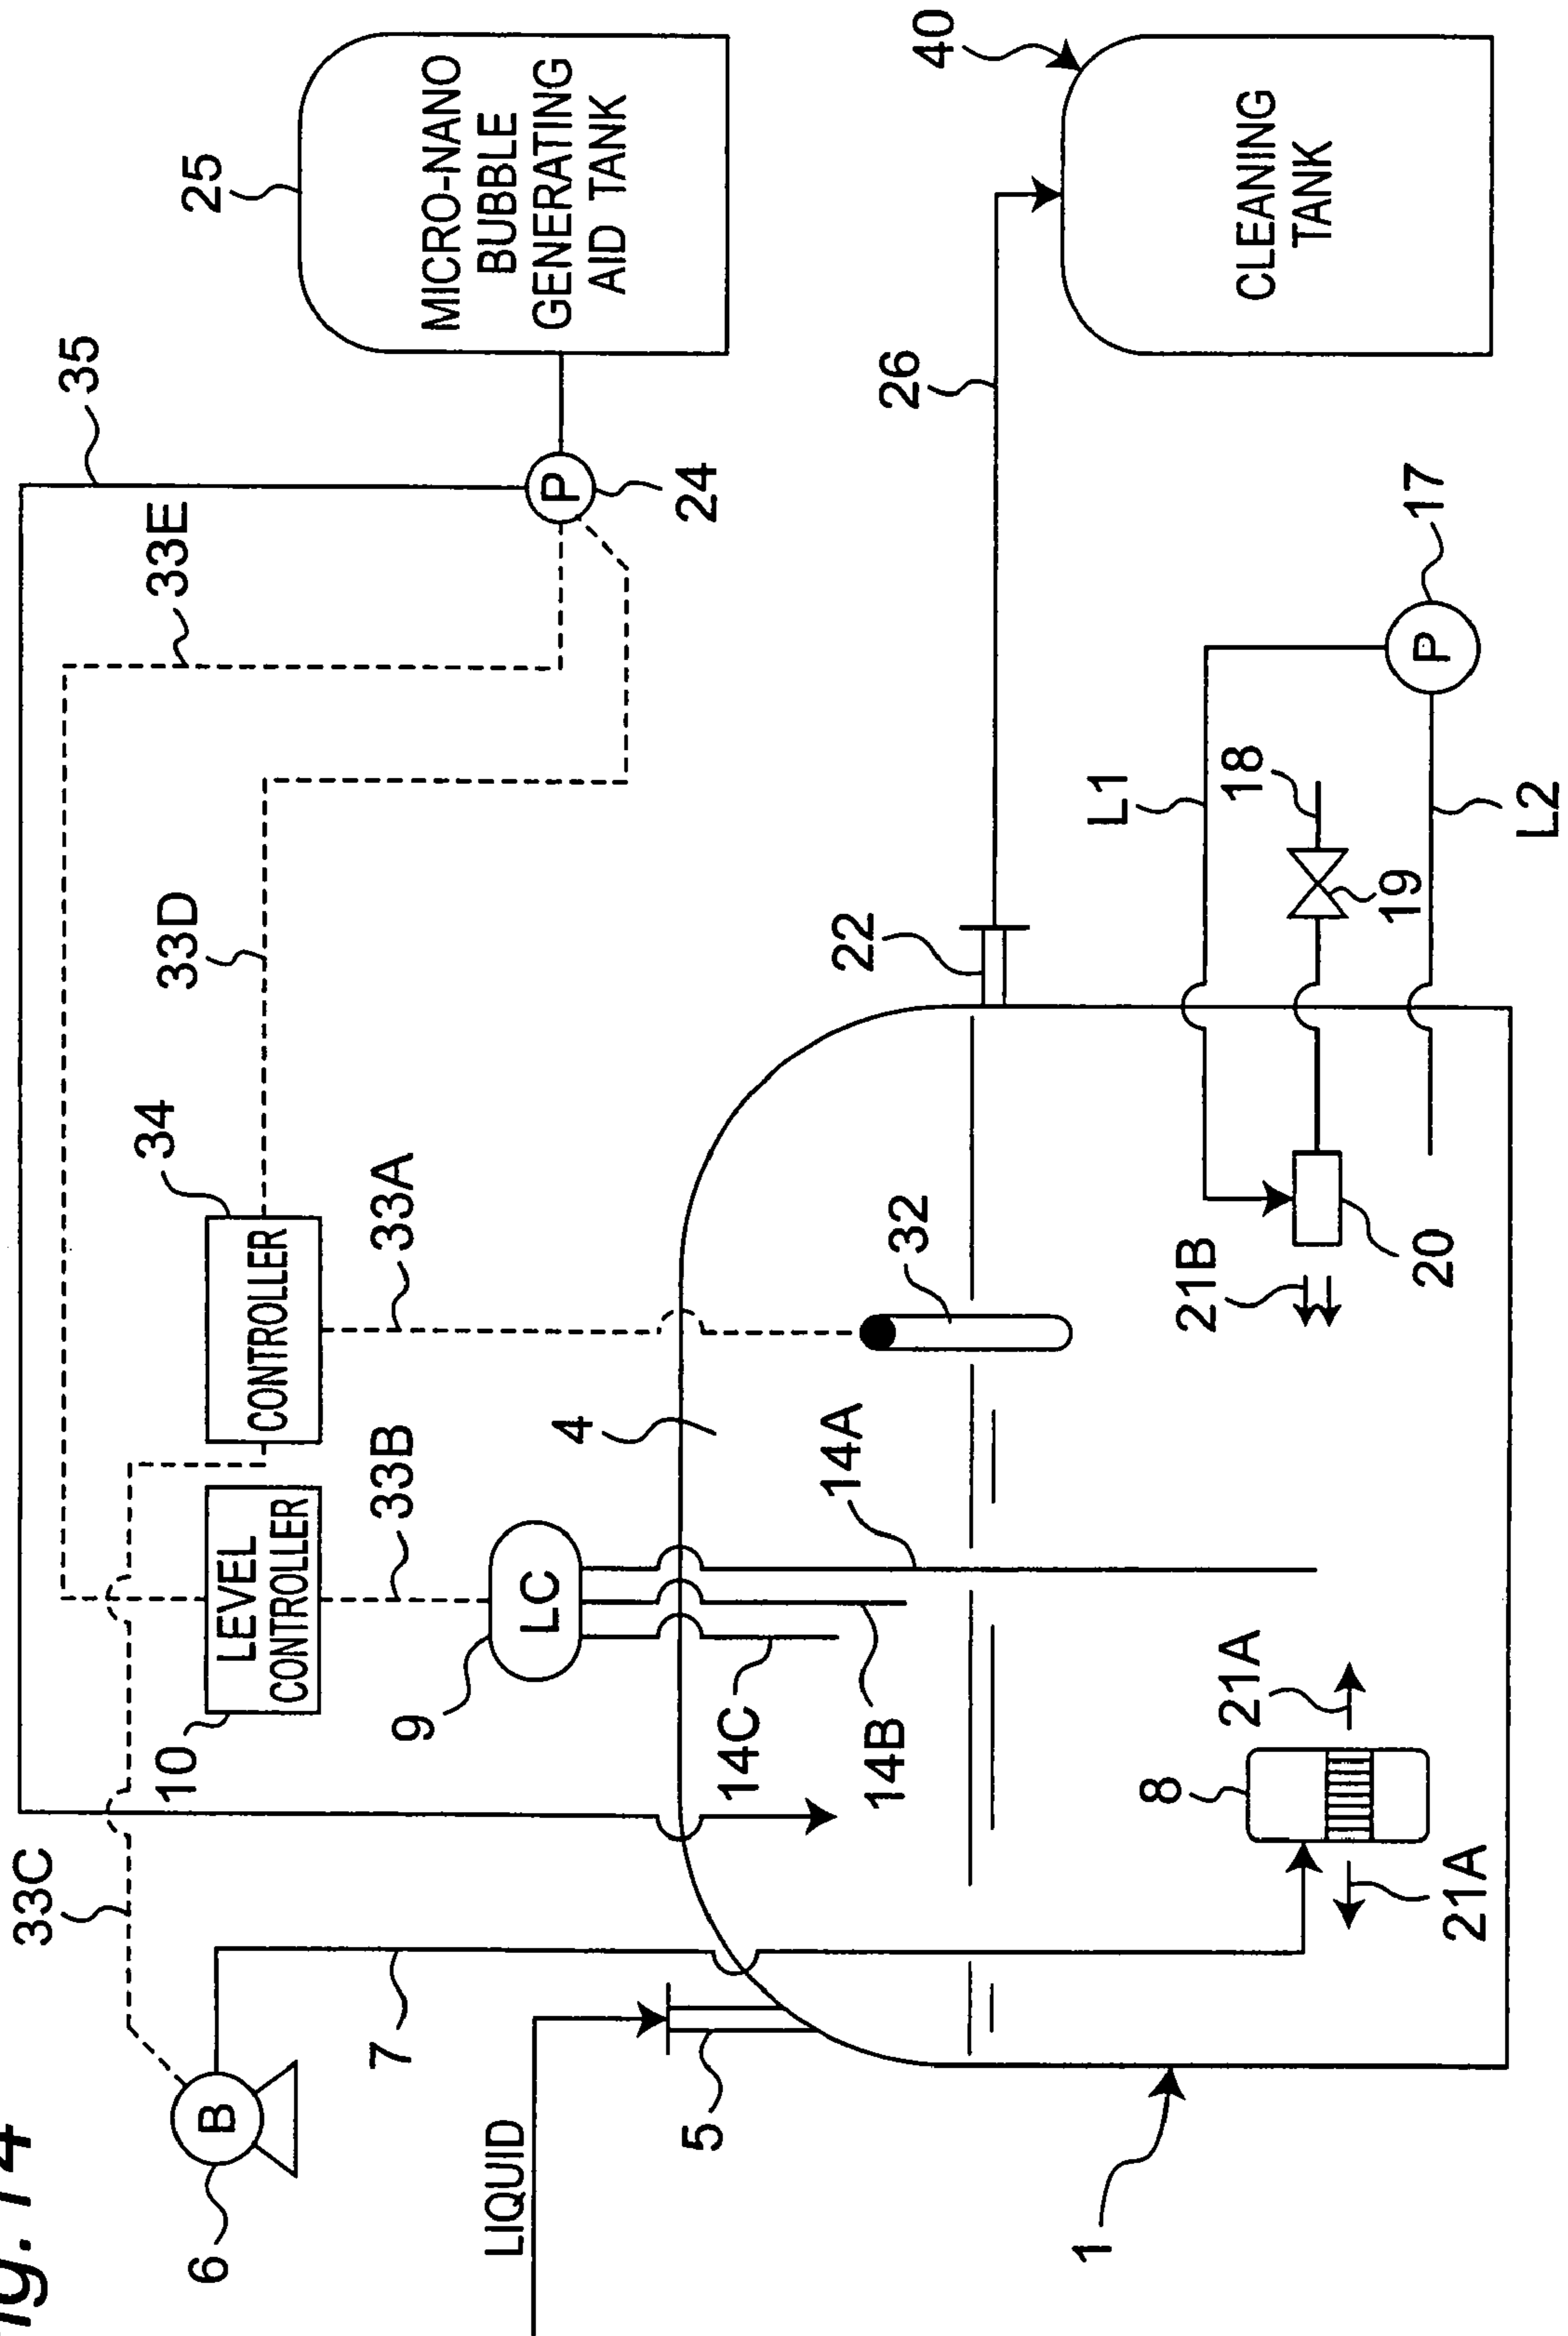 Fig.14
33C
35
10
34
33D
33E
25
6
B
LEVEL
CONTROLLER
CONTROLLER
MICRO-NANO
BUBBLE
GENERATING
AID TANK
7
33B
33A
9
LC
P
24
LIQUID
4
5
14C
14A
14B
32
22
26
40
1
8
21A
21A
21B
20
L1
18
19
17
P
L2
CLEANING
TANK